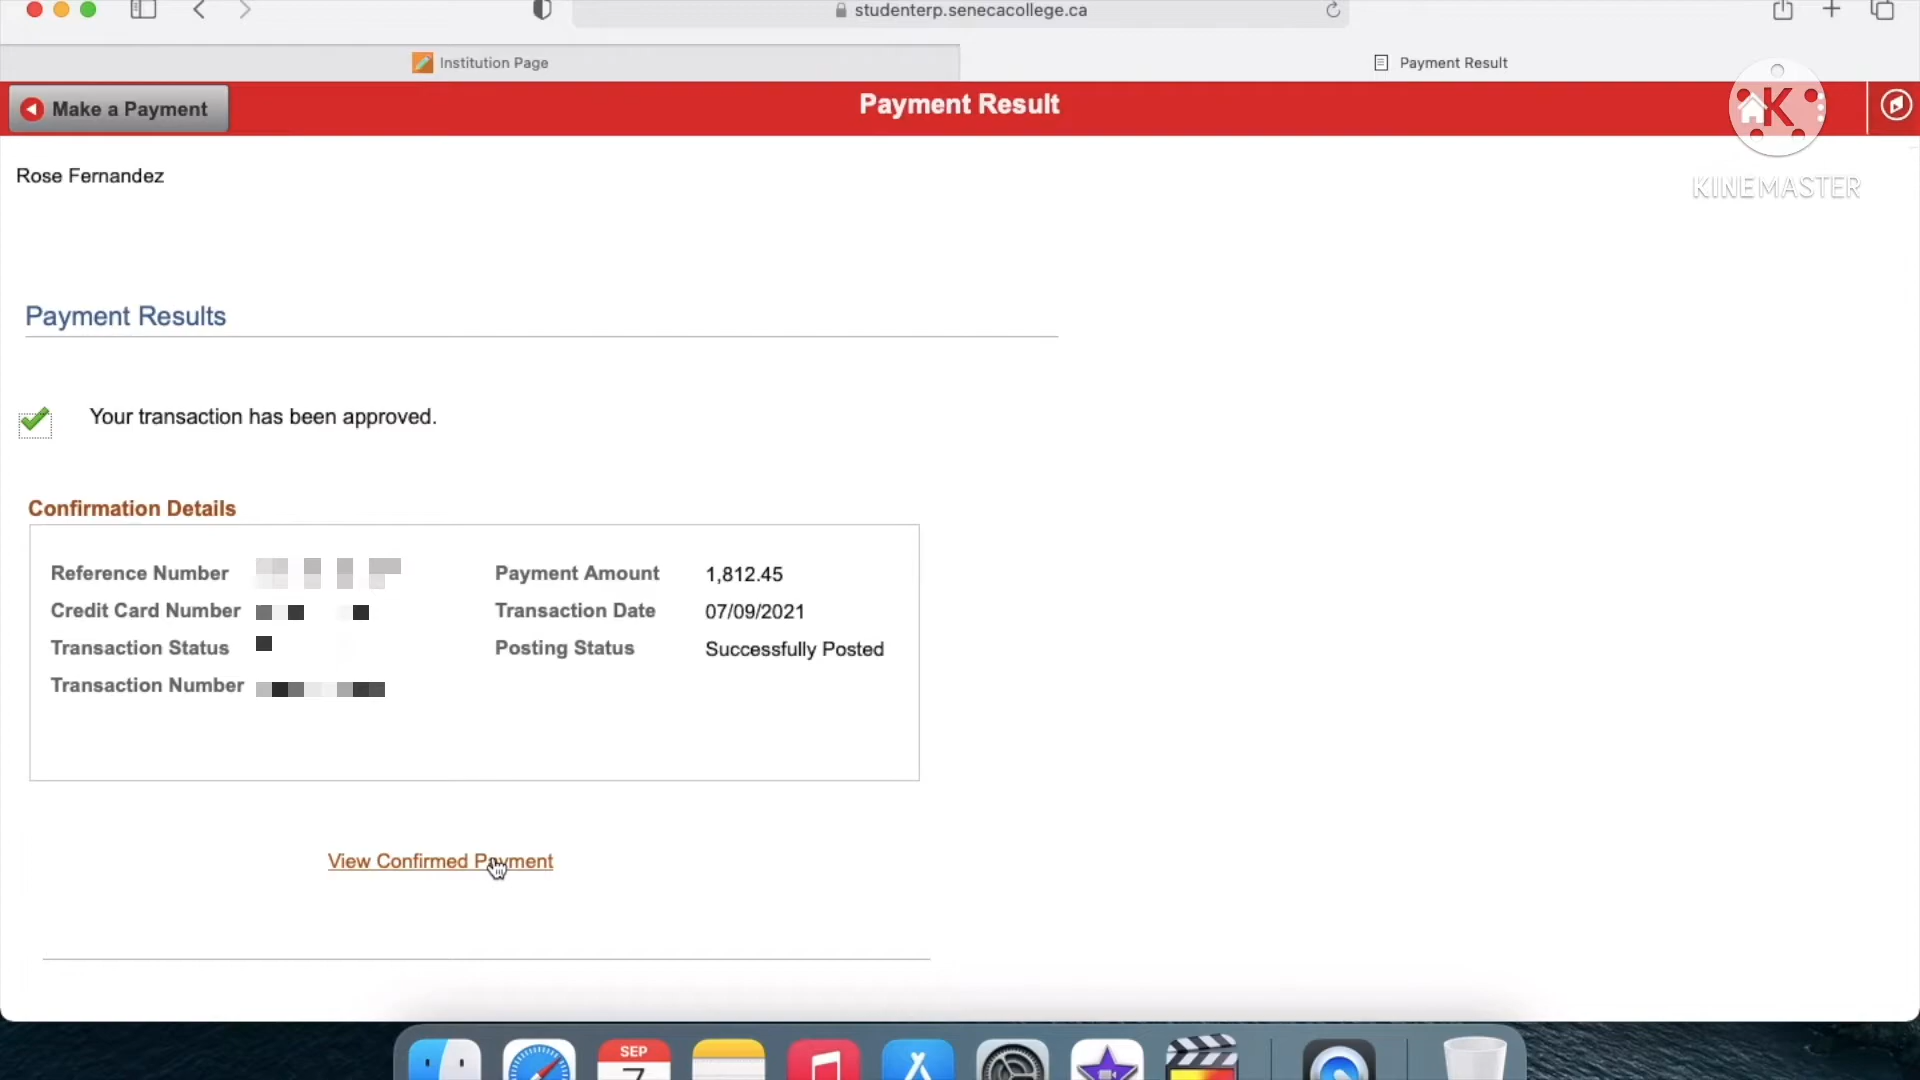 studenterp.senecacollege.ca
Institution Page
Payment Result
Make a Payment
Payment Result
K
KINEMASTER
Rose Fernandez
Payment Results
Your transaction has been approved.
Confirmation Details
Reference Number
Payment Amount 1,812.45
Credit Card Number
Transaction Date 07/09/2021
Transaction Status
Posting Status Successfully Posted
Transaction Number
View Confirmed Payment
SEP
7